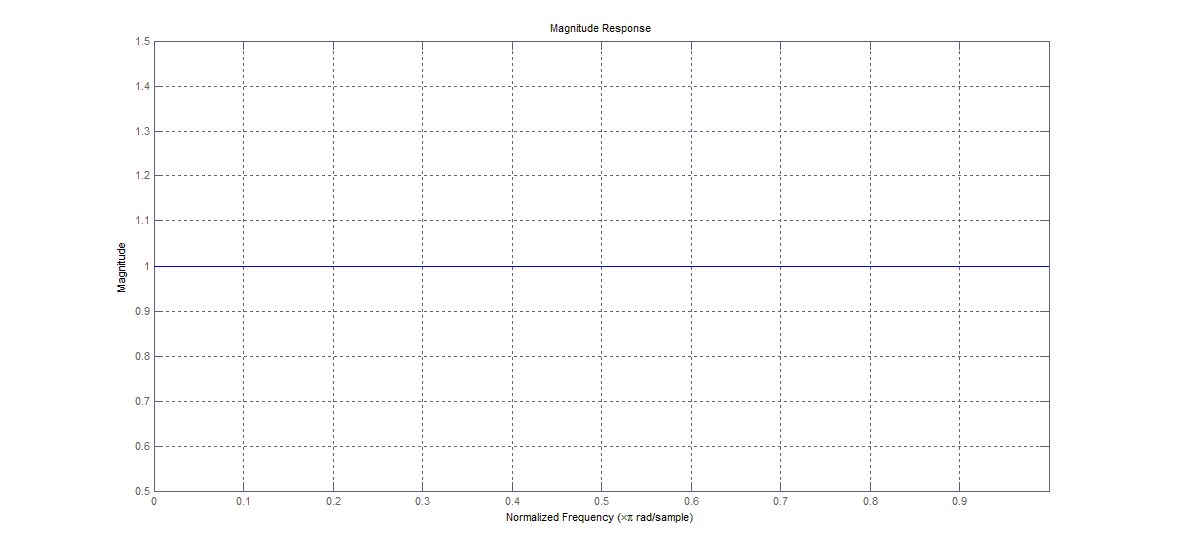 Magnitude Response
1.5
1.4
1.3
1.2
1.1
1
0.9
0.8
0.7
0.6
0.5
Magnitude
0 0.1 0.2 0.3 0.4 0.5 0.6 0.7 0.8 0.9
Normalized Frequency (×π rad/sample)